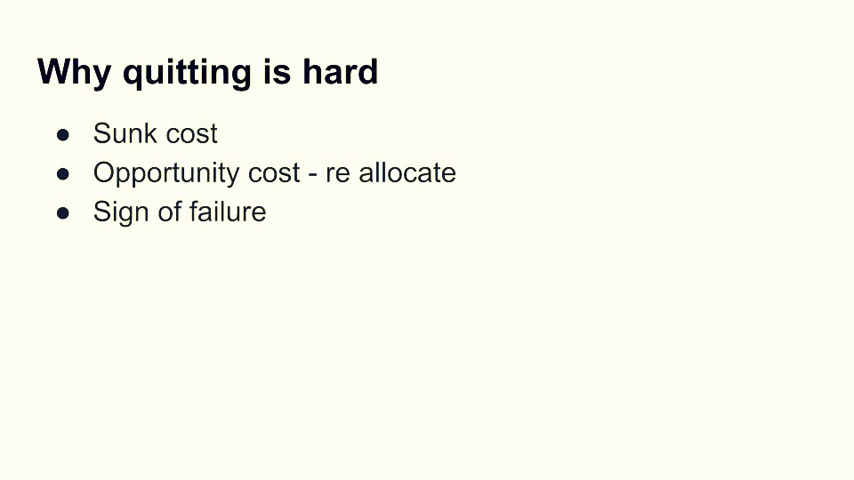 Why quitting is hard
● Sunk cost
● Opportunity cost - re allocate
● Sign of failure